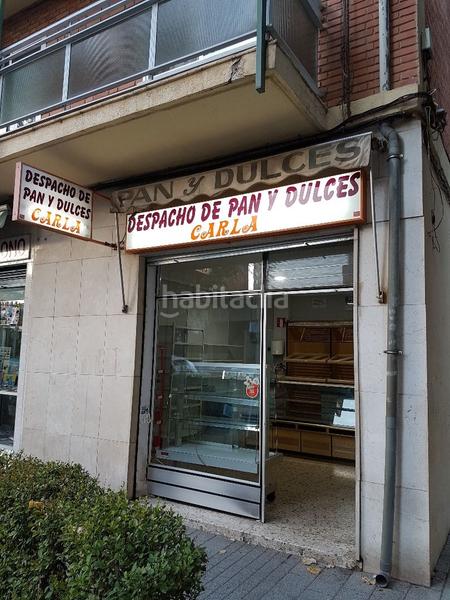 PAN Y DULCES
DESPACHO DE
PAN Y DULCES
CARLA
DESPACHO DE PAN Y DULCES
CARLA
ONO
habitaclia